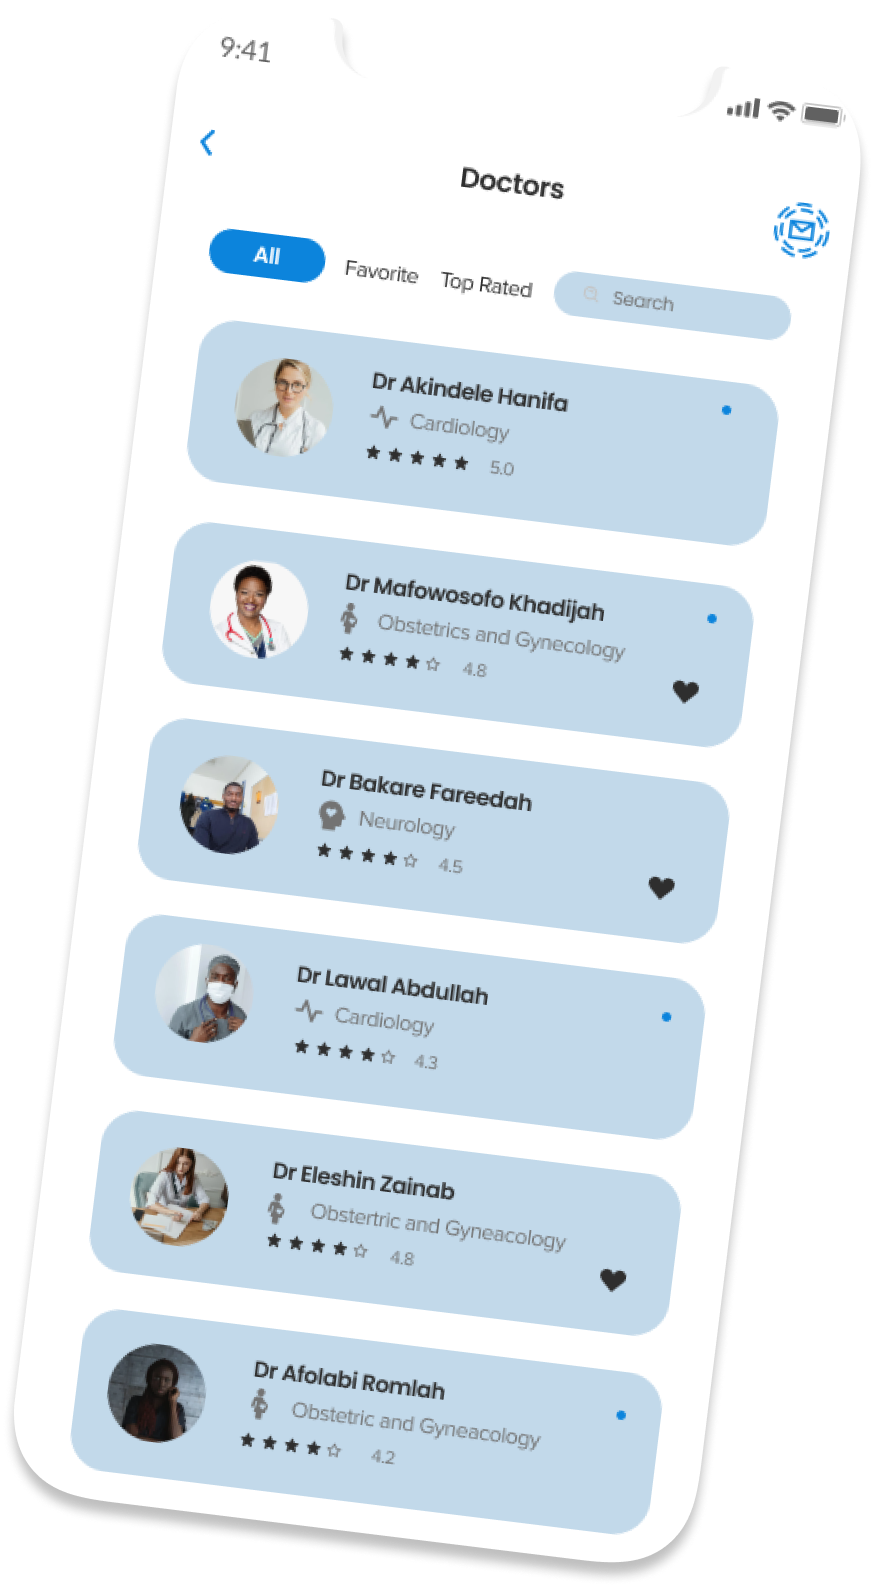 9:41
Doctors
All Favorite Top Rated Search
Dr Akindele Hanifa
Cardiology
5.0
Dr Mafowosofo Khadijah
Obstetrics and Gynecology
4.8
Dr Bakare Fareedah
Neurology
4.5
Dr Lawal Abdullah
Cardiology
4.3
Dr Eleshin Zainab
Obstertric and Gyneacology
4.8
Dr Afolabi Romlah
Obstetric and Gyneacology
4.2